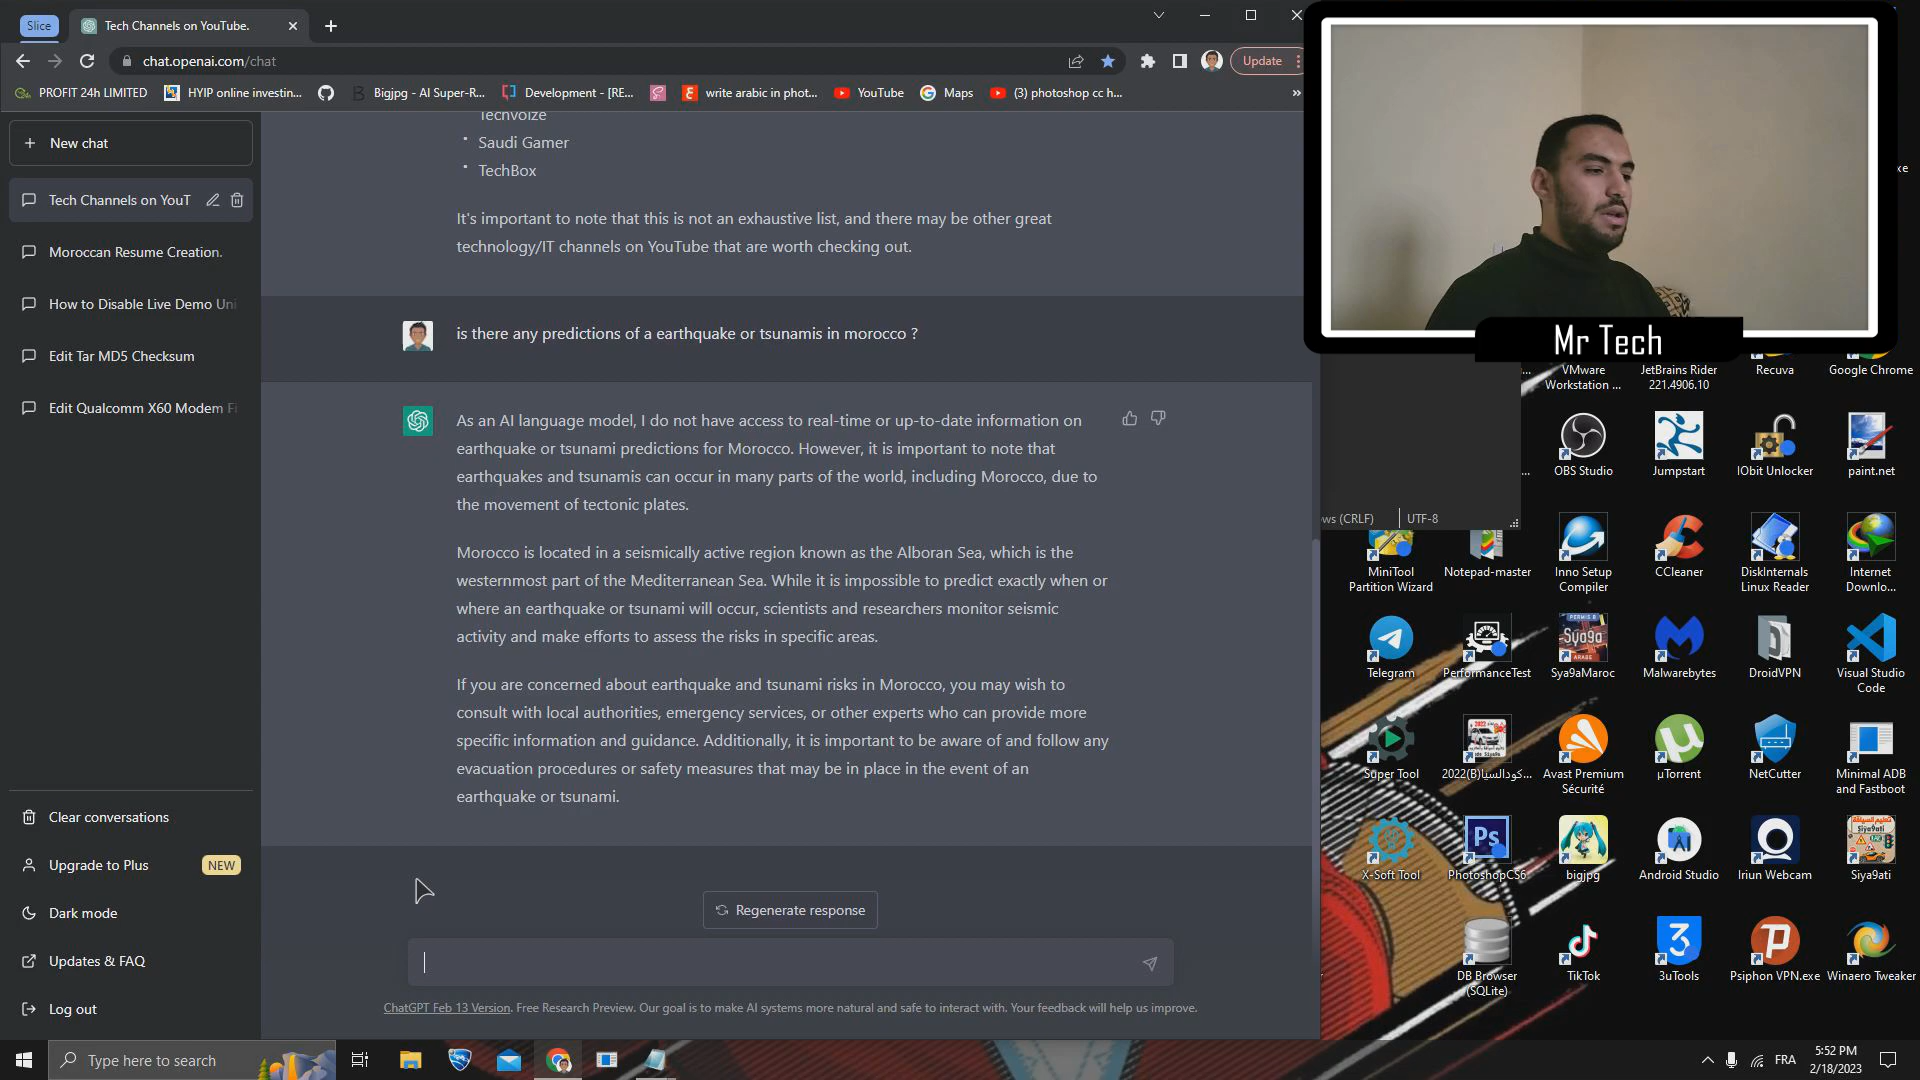 Slice
Tech Channels on YouTube.
chat.openai.com/chat
Update
PROFIT 24h LIMITED
HYIP online investin...
Bigjpg - AI Super-R...
Development - [RE...
write arabic in phot...
YouTube
Maps
(3) photoshop cc h...
»
New chat
Tech Channels on YouT
Moroccan Resume Creation.
How to Disable Live Demo Uni
Edit Tar MD5 Checksum
Edit Qualcomm X60 Modem Fi
Clear conversations
Upgrade to Plus
NEW
Dark mode
Updates & FAQ
Log out
Saudi Gamer
TechBox
It's important to note that this is not an exhaustive list, and there may be other great
technology/IT channels on YouTube that are worth checking out.
is there any predictions of a earthquake or tsunamis in morocco ?
As an AI language model, I do not have access to real-time or up-to-date information on
earthquake or tsunami predictions for Morocco. However, it is important to note that
earthquakes and tsunamis can occur in many parts of the world, including Morocco, due to
the movement of tectonic plates.
Morocco is located in a seismically active region known as the Alboran Sea, which is the
westernmost part of the Mediterranean Sea. While it is impossible to predict exactly when or
where an earthquake or tsunami will occur, scientists and researchers monitor seismic
activity and make efforts to assess the risks in specific areas.
If you are concerned about earthquake and tsunami risks in Morocco, you may wish to
consult with local authorities, emergency services, or other experts who can provide more
specific information and guidance. Additionally, it is important to be aware of and follow any
evacuation procedures or safety measures that may be in place in the event of an
earthquake or tsunami.
Regenerate response
ChatGPT Feb 13 Version. Free Research Preview. Our goal is to make AI systems more natural and safe to interact with. Your feedback will help us improve.
Mr Tech
xe
VMware
Workstation ...
JetBrains Rider
221.4906.10
Recuva
Google Chrome
OBS Studio
Jumpstart
IObit Unlocker
paint.net
ws (CRLF)
UTF-8
MiniTool
Partition Wizard
Notepad-master
Inno Setup
Compiler
CCleaner
DiskInternals
Linux Reader
Internet
Downlo...
PERMIS B
Sya9a
ARABE
Telegram
PerformanceTest
Sya9aMaroc
Malwarebytes
DroidVPN
Visual Studio
Code
Super Tool
2022(B)كودالسيا...
Avast Premium
Sécurité
µTorrent
NetCutter
Minimal ADB
and Fastboot
Ps
X-Soft Tool
PhotoshopCS6
bigjpg
Android Studio
Iriun Webcam
Siya9ati
DB Browser
(SQLite)
TikTok
3uTools
Psiphon VPN.exe
Winaero Tweaker
Type here to search
FRA
5:52 PM
2/18/2023